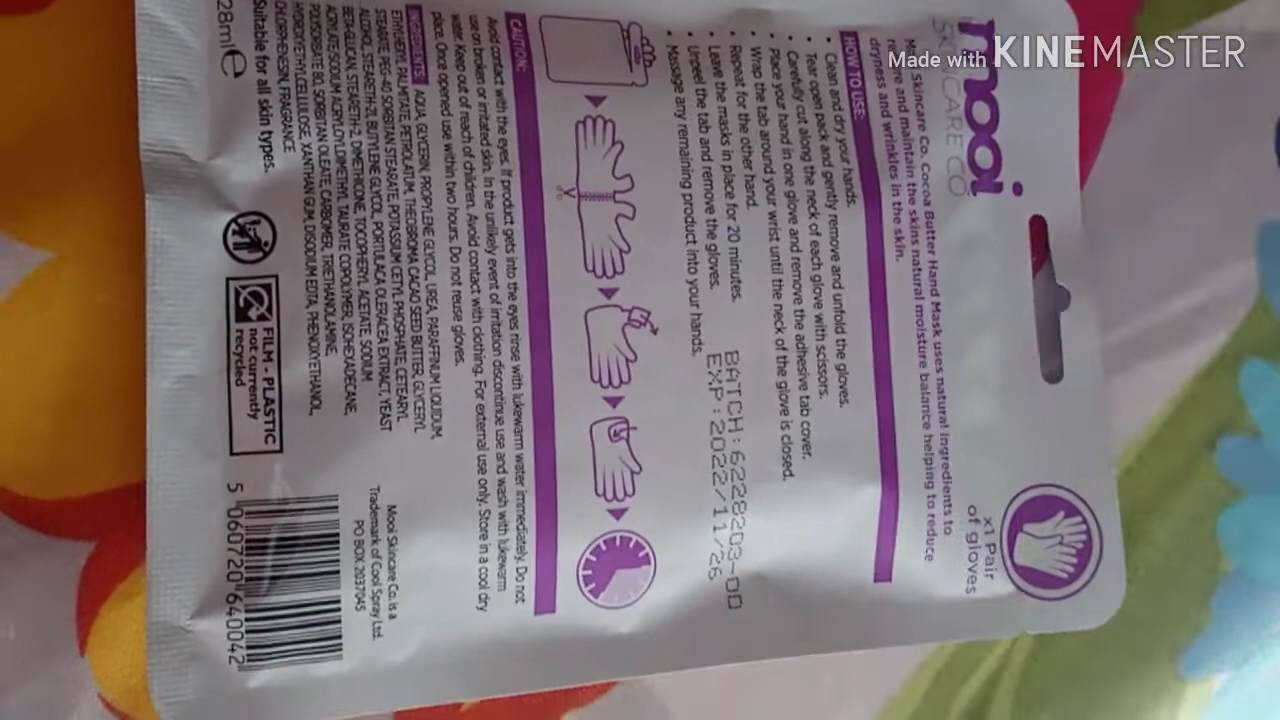 Made with KINEMASTER
mooi
SKINCARE CO
x1 Pair
of gloves
Skincare Co. Cocoa Butter Hand Mask uses natural ingredients to
and maintain the skins natural moisture balance helping to reduce
dryness and wrinkles in the skin.
HOW TO USE:
• Clean and dry your hands.
• Tear open pack and gently remove and unfold the gloves.
• Carefully cut along the neck of each glove with scissors.
• Place your hand in one glove and remove the adhesive tab cover.
• Wrap the tab around your wrist until the neck of the glove is closed.
• Repeat for the other hand.
• Leave the masks in place for 20 minutes.
• Unpeel the tab and remove the gloves.
• Massage any remaining product into your hands.
BATCH:6228203-00
EXP:2022/11/26
CAUTION:
Avoid contact with the eyes. If product gets into the eyes rinse with lukewarm water immediately. Do not
use on broken or irritated skin. In the unlikely event of irritation discontinue use and wash with lukewarm
water. Keep out of reach of children. Avoid contact with clothing. For external use only. Store in a cool dry
place. Once opened use within two hours. Do not reuse gloves.
INGREDIENTS: AQUA, GLYCERIN, PROPYLENE GLYCOL, UREA, PARAFFINUM LIQUIDUM,
ETHYLHEXYL PALMITATE, PETROLATUM, THEOBROMA CACAO SEED BUTTER, GLYCERYL
STEARATE, PEG-40 SORBITAN STEARATE, POTASSIUM CETYL PHOSPHATE, CETEARYL
ALCOHOL, STEARETH-21, BUTYLENE GLYCOL, PORTULACA OLERACEA EXTRACT, YEAST
BETA-GLUCAN, STEARETH-2, DIMETHICONE, TOCOPHERYL ACETATE, SODIUM
ACRYLATE/SODIUM ACRYLOYLDIMETHYL TAURATE COPOLYMER, ISOHEXADECANE,
POLYSORBATE 80, SORBITAN OLEATE, CARBOMER, TRIETHANOLAMINE,
HYDROXYETHYLCELLULOSE, XANTHAN GUM, DISODIUM EDTA, PHENOXYETHANOL,
CHLORPHENESIN, FRAGRANCE
Mooi Skincare Co. is a
Trademark of Cool Spray Ltd.
PO BOX 3037045
Suitable for all skin types.
28ml e
FILM - PLASTIC
not currently
recycled
5 060720 640042